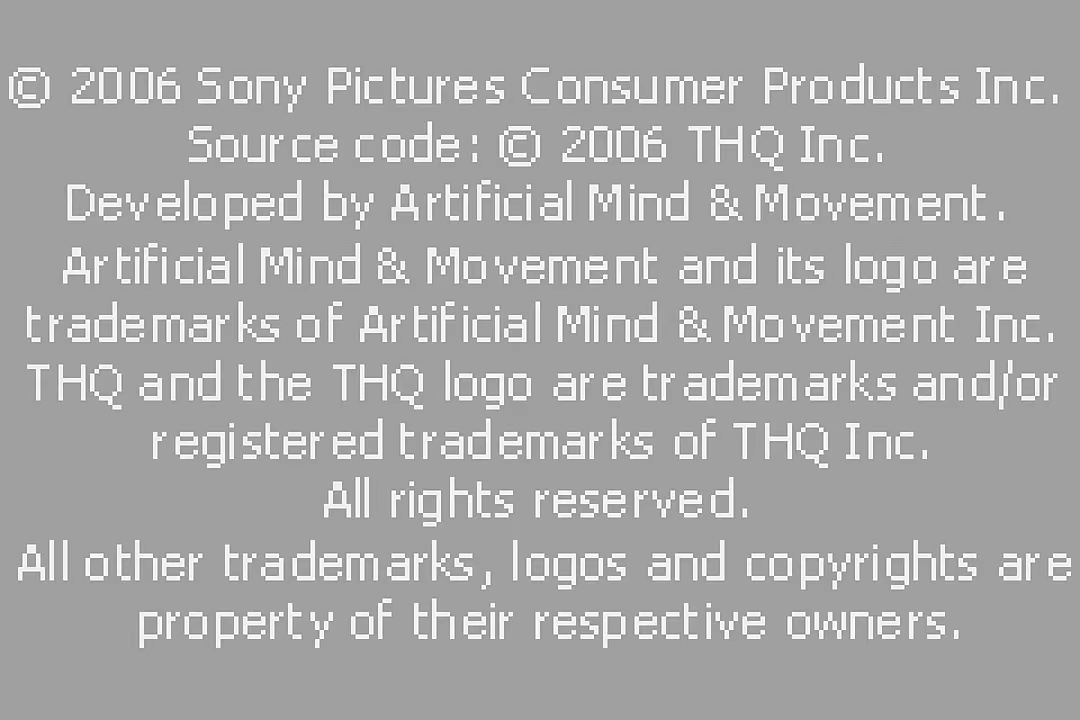 © 2006 Sony Pictures Consumer Products Inc.
Source code: © 2006 THQ Inc.
Developed by Artificial Mind & Movement.
Artificial Mind & Movement and its logo are
trademarks of Artificial Mind & Movement Inc.
THQ and the THQ logo are trademarks and/or
registered trademarks of THQ Inc.
All rights reserved.
All other trademarks, logos and copyrights are
property of their respective owners.